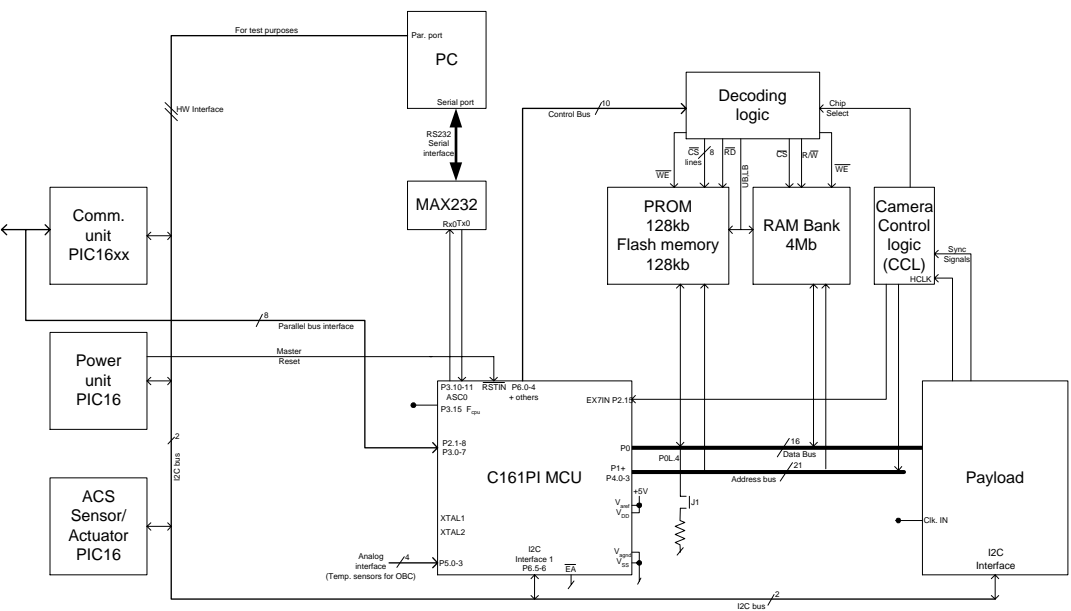 For test purposes
Par. port
PC
Serial port
HW Interface
RS232
Serial
interface
MAX232
Rx0Tx0
10
Control Bus
Decoding
logic
Chip
Select
WE
CS
lines
8
RD
UB,LB
CS
R/W
WE
PROM
128kb
Flash memory
128kb
RAM Bank
4Mb
Camera
Control
logic
(CCL)
HCLK
Sync
Signals
Comm.
unit
PIC16xx
8
Parallel bus interface
Power
unit
PIC16
Master
Reset
P3.10-11
ASC0
RSTIN
P6.0-4
+ others
P3.15 Fcpu
EX7IN P2.15
P2.1-8
P3.0-7
P0
16
Data Bus
P0L.4
P1+
P4.0-3
21
Address bus
C161PI MCU
Payload
2
I2C bus
ACS
Sensor/
Actuator
PIC16
+5V
Varef
VDD
J1
XTAL1
XTAL2
Clk. IN
Analog
interface
(Temp. sensors for OBC)
4
P5.0-3
I2C
Interface 1
P6.5-6
EA
Vagnd
VSS
I2C
Interface
2
I2C bus